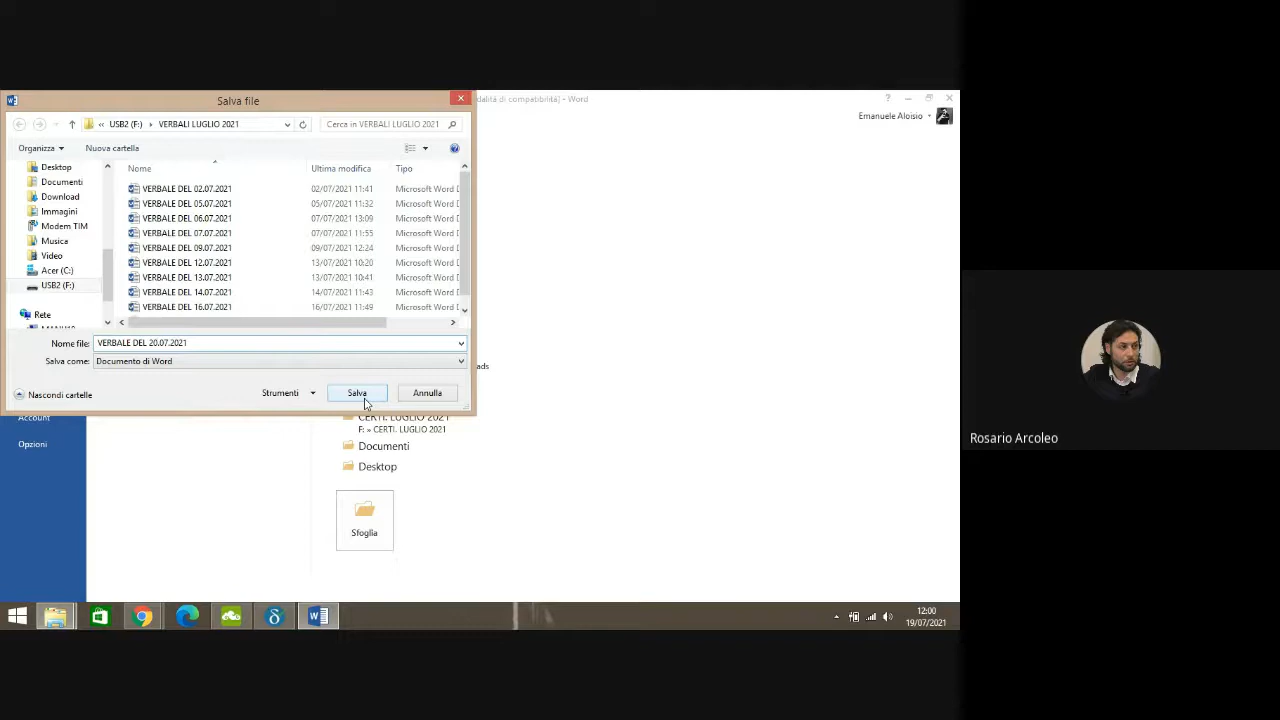 Salva file
dalità di compatibilità] - Word
Emanuele Aloisio
« USB2 (F:) VERBALI LUGLIO 2021
Cerca in VERBALI LUGLIO 2021
Organizza
Nuova cartella
Desktop
Documenti
Download
Immagini
Modem TIM
Musica
Video
Acer (C:)
USB2 (F:)
Rete
Nome Ultima modifica Tipo
VERBALE DEL 02.07.2021 02/07/2021 11:41 Microsoft Word D
VERBALE DEL 05.07.2021 05/07/2021 11:32 Microsoft Word D
VERBALE DEL 06.07.2021 07/07/2021 13:09 Microsoft Word D
VERBALE DEL 07.07.2021 07/07/2021 11:55 Microsoft Word D
VERBALE DEL 09.07.2021 09/07/2021 12:24 Microsoft Word D
VERBALE DEL 12.07.2021 13/07/2021 10:20 Microsoft Word D
VERBALE DEL 13.07.2021 13/07/2021 10:41 Microsoft Word D
VERBALE DEL 14.07.2021 14/07/2021 11:43 Microsoft Word D
VERBALE DEL 16.07.2021 16/07/2021 11:49 Microsoft Word D
Nome file: VERBALE DEL 20.07.2021
Salva come: Documento di Word
Nascondi cartelle
Strumenti
Salva
Annulla
ads
Account
Opzioni
CERTI. LUGLIO 2021
F: » CERTI. LUGLIO 2021
Documenti
Desktop
Sfoglia
12:00
19/07/2021
Rosario Arcoleo